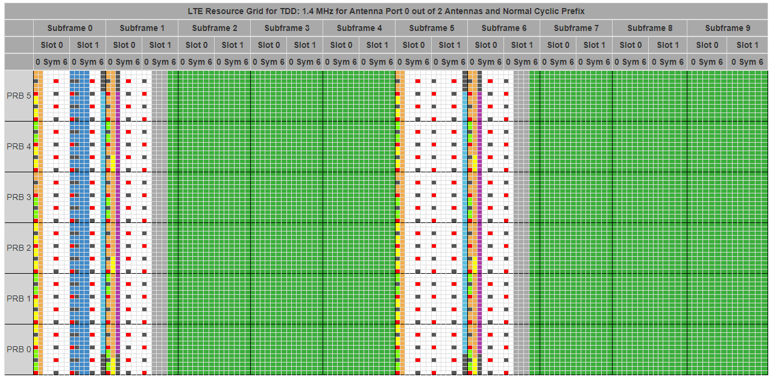 LTE Resource Grid for TDD: 1.4 MHz for Antenna Port 0 out of 2 Antennas and Normal Cyclic Prefix
Subframe 0 Subframe 1 Subframe 2 Subframe 3 Subframe 4 Subframe 5 Subframe 6 Subframe 7 Subframe 8 Subframe 9
Slot 0 Slot 1 Slot 0 Slot 1 Slot 0 Slot 1 Slot 0 Slot 1 Slot 0 Slot 1 Slot 0 Slot 1 Slot 0 Slot 1 Slot 0 Slot 1 Slot 0 Slot 1 Slot 0 Slot 1
0 Sym 6 0 Sym 6 0 Sym 6 0 Sym 6 0 Sym 6 0 Sym 6 0 Sym 6 0 Sym 6 0 Sym 6 0 Sym 6 0 Sym 6 0 Sym 6 0 Sym 6 0 Sym 6 0 Sym 6 0 Sym 6 0 Sym 6 0 Sym 6 0 Sym 6 0 Sym 6
PRB 5
PRB 4
PRB 3
PRB 2
PRB 1
PRB 0